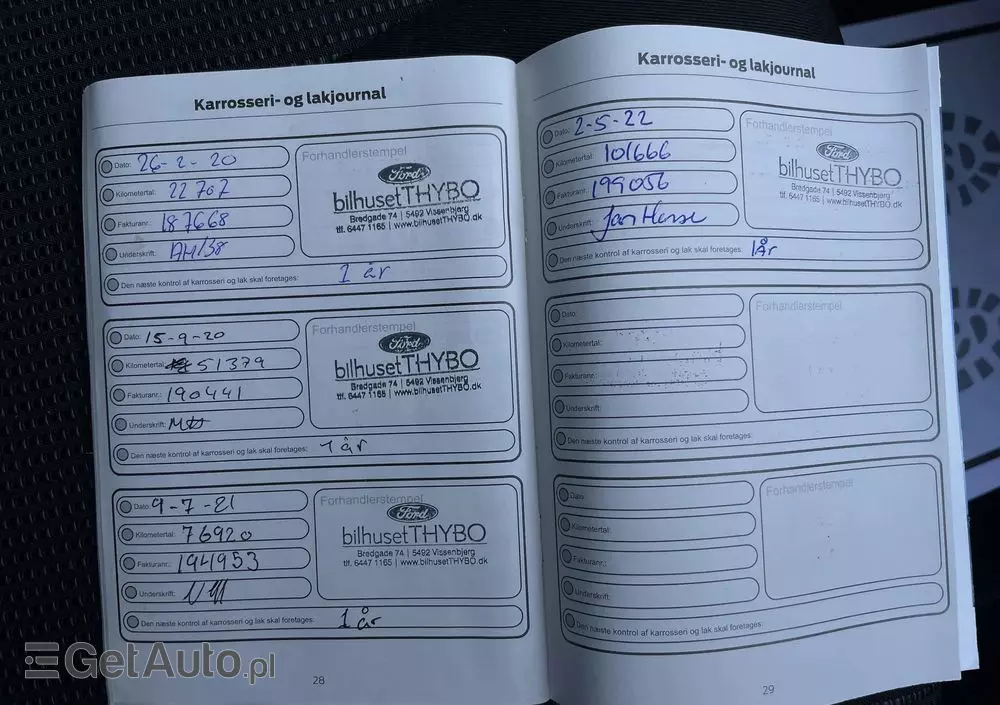 Karrosseri- og lakjournal
Dato: 26-2-20
Kilometertal: 22707
Fakturanr.: 187668
Underskrift:
Forhandlerstempel
Ford
bilhusetTHYBO
Bredgade 74 | 5492 Vissenbjerg
tlf. 6447 1165 | www.bilhusetTHYBO.dk
Den næste kontrol af karrosseri og lak skal foretages: 1 år
Dato: 15-9-20
Kilometertal: 51379
Fakturanr.: 190441
Underskrift:
Forhandlerstempel
Ford
bilhusetTHYBO
Bredgade 74 | 5492 Vissenbjerg
tlf. 6447 1165 | www.bilhusetTHYBO.dk
Den næste kontrol af karrosseri og lak skal foretages: 1 år
Dato: 9-7-21
Kilometertal: 76920
Fakturanr.: 194953
Underskrift:
Forhandlerstempel
Ford
bilhusetTHYBO
Bredgade 74 | 5492 Vissenbjerg
tlf. 6447 1165 | www.bilhusetTHYBO.dk
Den næste kontrol af karrosseri og lak skal foretages: 1 år
28
Karrosseri- og lakjournal
Dato: 2-5-22
Kilometertal: 101666
Fakturanr.: 199056
Underskrift:
Forhandlerstempel
Ford
bilhusetTHYBO
Bredgade 74 | 5492 Vissenbjerg
tlf. 6447 1165 | www.bilhusetTHYBO.dk
Den næste kontrol af karrosseri og lak skal foretages: 1År
Dato:
Kilometertal:
Fakturanr.:
Underskrift:
Forhandlerstempel
Den næste kontrol af karrosseri og lak skal foretages:
Dato:
Kilometertal:
Fakturanr.:
Underskrift:
Forhandlerstempel
Den næste kontrol af karrosseri og lak skal foretages:
29
GetAuto.pl